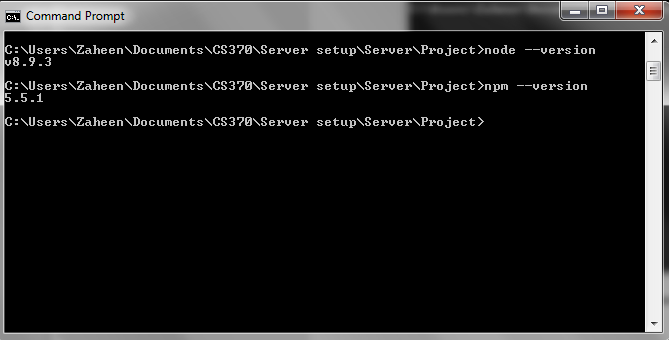 Command Prompt
C:\Users\Zaheen\Documents\CS370\Server setup\Server\Project>node --version
v8.9.3
C:\Users\Zaheen\Documents\CS370\Server setup\Server\Project>npm --version
5.5.1
C:\Users\Zaheen\Documents\CS370\Server setup\Server\Project>